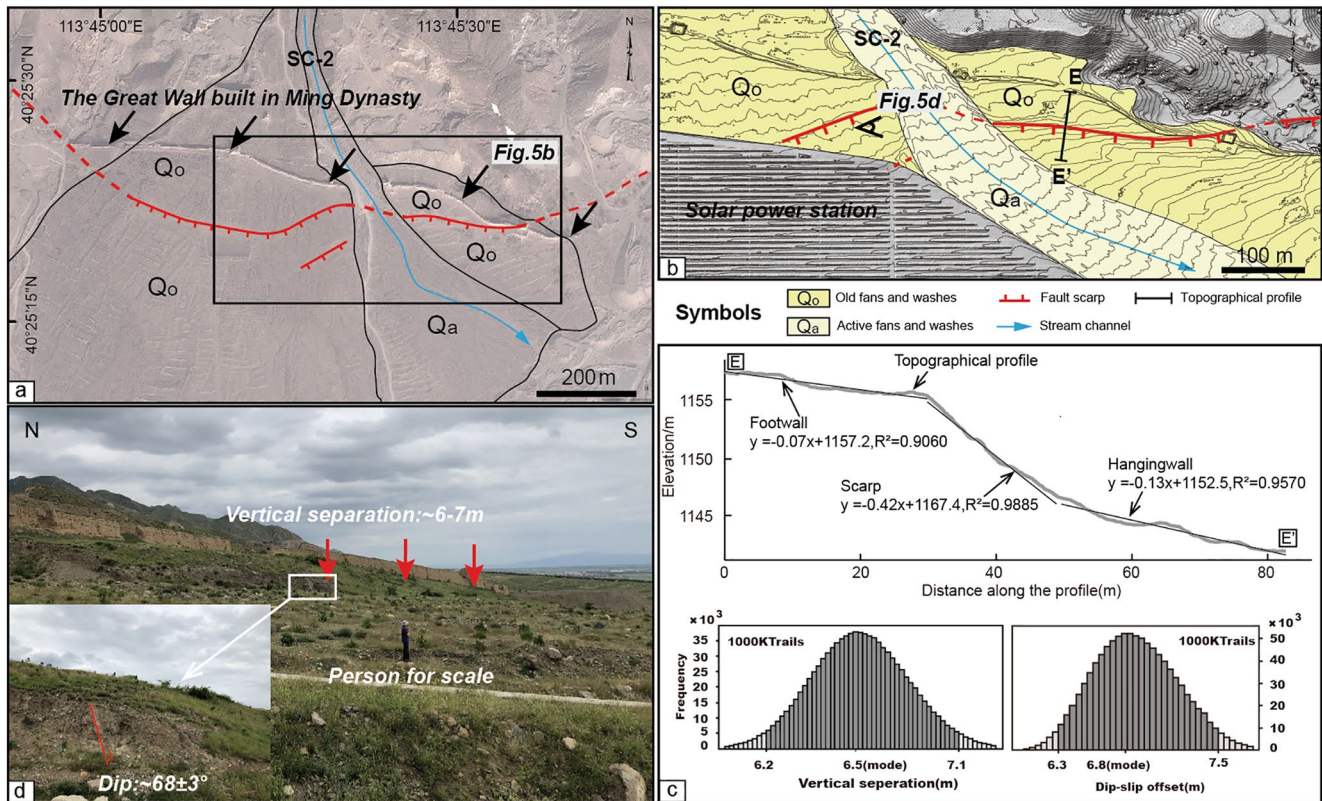 113°45'00"E
113°45'30"E
N
40°25'30"N
40°25'15"N
SC-2
The Great Wall built in Ming Dynasty
Fig.5b
Qo
Qo
Qo
Qo
Qa
a
200m
SC-2
N
Qo
Qo
Fig.5d
E
E'
Qa
Solar power station
b
100 m
Symbols
Qo Old fans and washes
Fault scarp
Topographical profile
Qa Active fans and washes
Stream channel
N
S
Vertical separation:~6-7m
Person for scale
Dip:~68±3°
d
E
Topographical profile
1155
1150
1145
Elevation/m
Footwall
y =-0.07x+1157.2,R²=0.9060
Scarp
y=-0.42x+1167.4,R²=0.9885
Hangingwall
y=-0.13x+1152.5,R²=0.9570
E'
0 20 40 60 80
Distance along the profile(m)
×10³
1000KTrails
35
30
25
20
15
10
5
0
Frequency
6.2 6.5(mode) 7.1
Vertical seperation(m)
×10³
1000KTrails
50
40
30
20
10
0
6.3 6.8(mode) 7.5
Dip-slip offset(m)
c